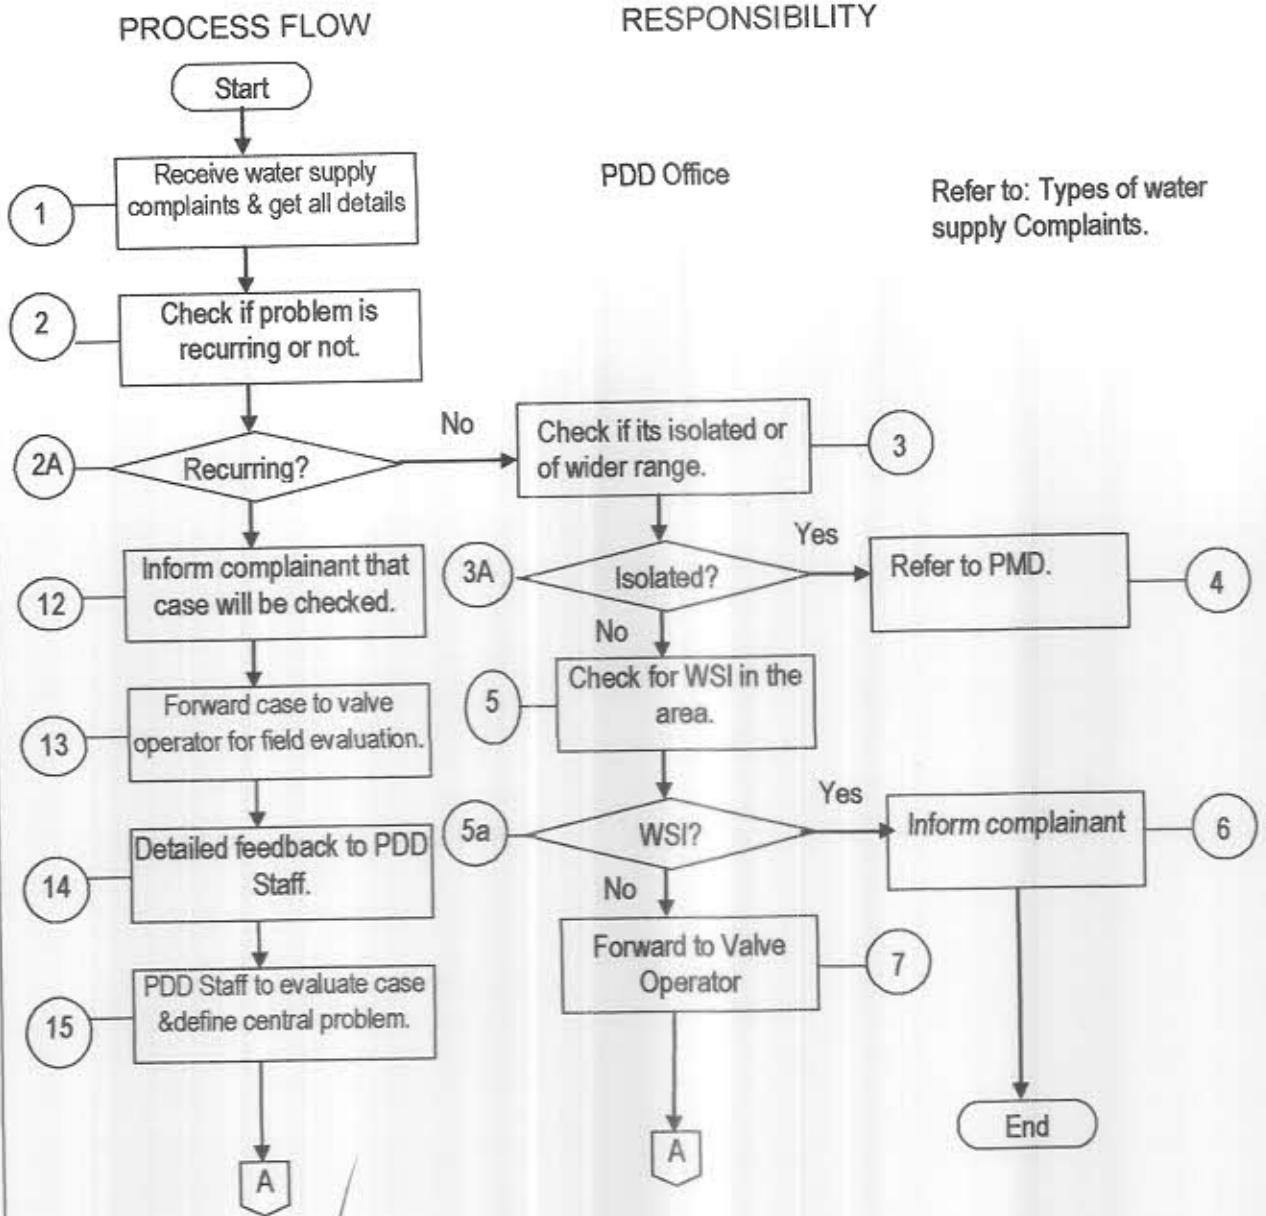 PROCESS FLOW
RESPONSIBILITY
Start
Receive water supply
complaints & get all details
1
PDD Office
Refer to: Types of water
supply Complaints.
2
Check if problem is
recurring or not.
2A
Recurring?
No
Check if its isolated or
of wider range.
3
12
Inform complainant that
case will be checked.
3A
Isolated?
Yes
Refer to PMD.
4
No
13
Forward case to valve
operator for field evaluation.
5
Check for WSI in the
area.
14
Detailed feedback to PDD
Staff.
5a
WSI?
Yes
Inform complainant
6
No
15
PDD Staff to evaluate case
&define central problem.
Forward to Valve
Operator
7
A
A
End